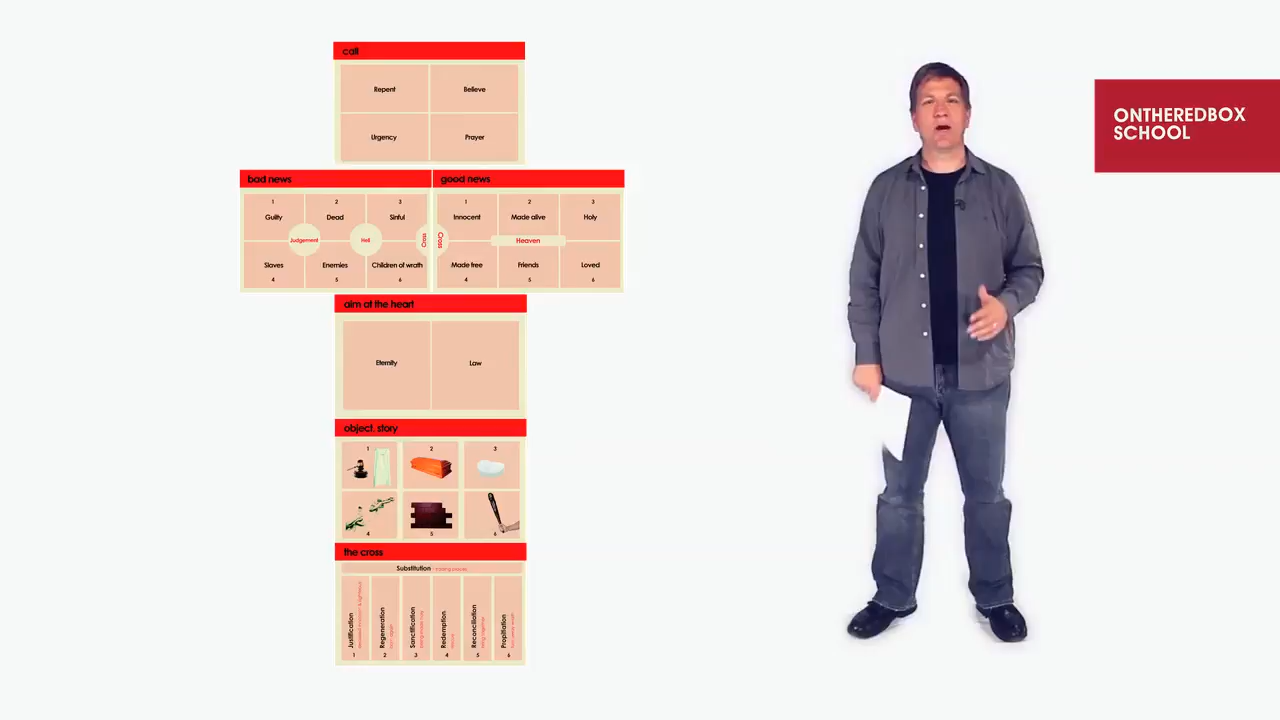 call
Repent
Believe
Urgency
Prayer
bad news
1
2
3
Guilty
Dead
Sinful
Judgement
Hell
Cross
Slaves
Enemies
Children of wrath
4
5
6
good news
1
2
3
Innocent
Made alive
Holy
Cross
Heaven
Made free
Friends
Loved
4
5
6
aim at the heart
Eternity
Law
object, story
1
2
3
4
5
6
the cross
Substitution - trading places
Justification
Regeneration
Sanctification
Redemption
Reconciliation
Propitiation
1
2
3
4
5
6
ONTHEREDBOX
SCHOOL